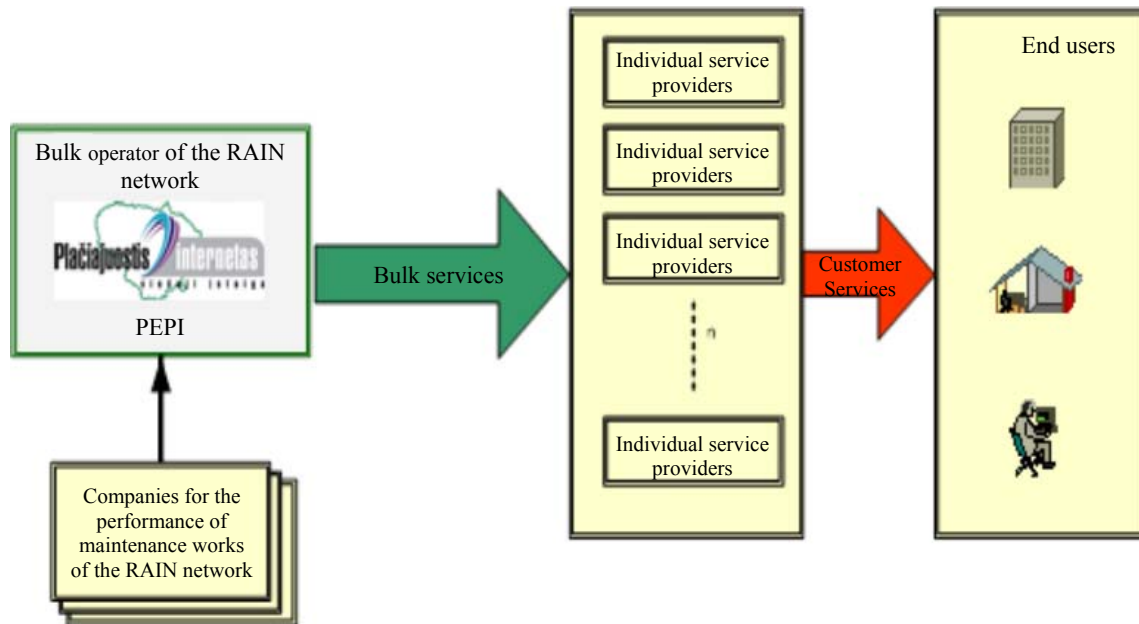 Bulk operator of the RAIN
network
Plačiajuostis
internetas
PEPI
Companies for the
performance of
maintenance works
of the RAIN network
Bulk services
Individual service
providers
Individual service
providers
Individual service
providers
n
Individual service
providers
Customer
Services
End users